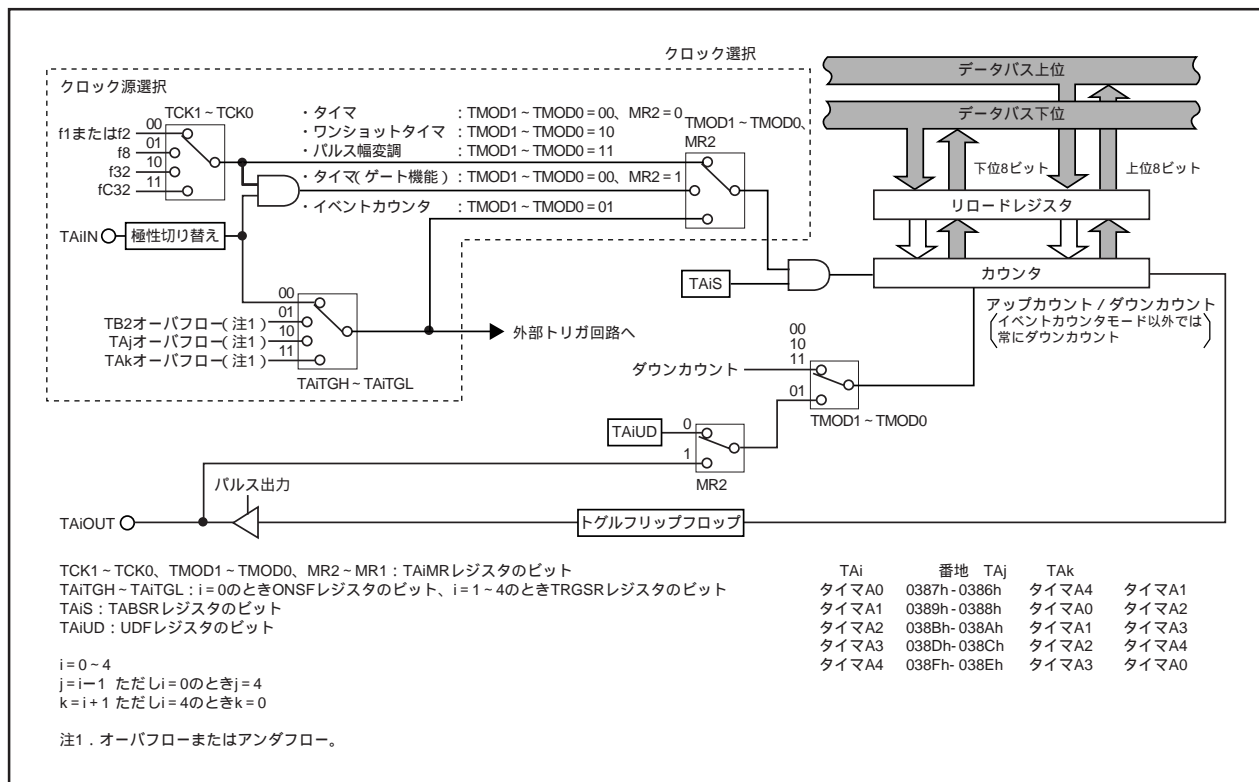 クロック選択
クロック源選択
TCK1~TCK0
f1またはf2
00
f8
01
f32
10
fC32
11
・タイマ :TMOD1~TMOD0=00、MR2=0
・ワンショットタイマ :TMOD1~TMOD0=10
・パルス幅変調 :TMOD1~TMOD0=11
・タイマ(ゲート機能):TMOD1~TMOD0=00、MR2=1
・イベントカウンタ :TMOD1~TMOD0=01
TMOD1~TMOD0、
MR2
TAiIN
極性切り替え
00
TB2オーバフロー(注1)
01
TAjオーバフロー(注1)
10
TAkオーバフロー(注1)
11
TAiTGH~TAiTGL
外部トリガ回路へ
TAiS
データバス上位
データバス下位
下位8ビット
上位8ビット
リロードレジスタ
カウンタ
アップカウント/ダウンカウント
(イベントカウンタモード以外では
常にダウンカウント)
00
10
11
ダウンカウント
01
TMOD1~TMOD0
TAiUD
0
1
MR2
パルス出力
TAiOUT
トグルフリップフロップ
TCK1~TCK0、TMOD1~TMOD0、MR2~MR1:TAiMRレジスタのビット
TAiTGH~TAiTGL:i=0のときONSFレジスタのビット、i=1~4のときTRGSRレジスタのビット
TAiS:TABSRレジスタのビット
TAiUD:UDFレジスタのビット
i=0~4
j=i−1 ただしi=0のときj=4
k=i+1 ただしi=4のときk=0
注1.オーバフローまたはアンダフロー。
TAi 番地 TAj TAk
タイマA0 0387h-0386h タイマA4 タイマA1
タイマA1 0389h-0388h タイマA0 タイマA2
タイマA2 038Bh-038Ah タイマA1 タイマA3
タイマA3 038Dh-038Ch タイマA2 タイマA4
タイマA4 038Fh-038Eh タイマA3 タイマA0